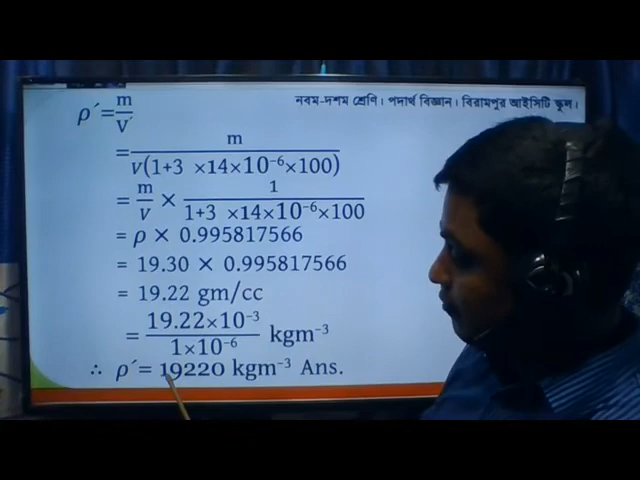 নবম-দশম শ্রেণি। পদার্থ বিজ্ঞান। বিরামপুর আইসিটি স্কুল।
ρ´=m/V´
=m/V(1+3 ×14×10⁻⁶×100)
= m/V × 1/1+3 ×14×10⁻⁶×100
= ρ × 0.995817566
= 19.30 × 0.995817566
= 19.22 gm/cc
= 19.22×10⁻³/1×10⁻⁶ kgm⁻³
∴ ρ´= 19220 kgm⁻³ Ans.